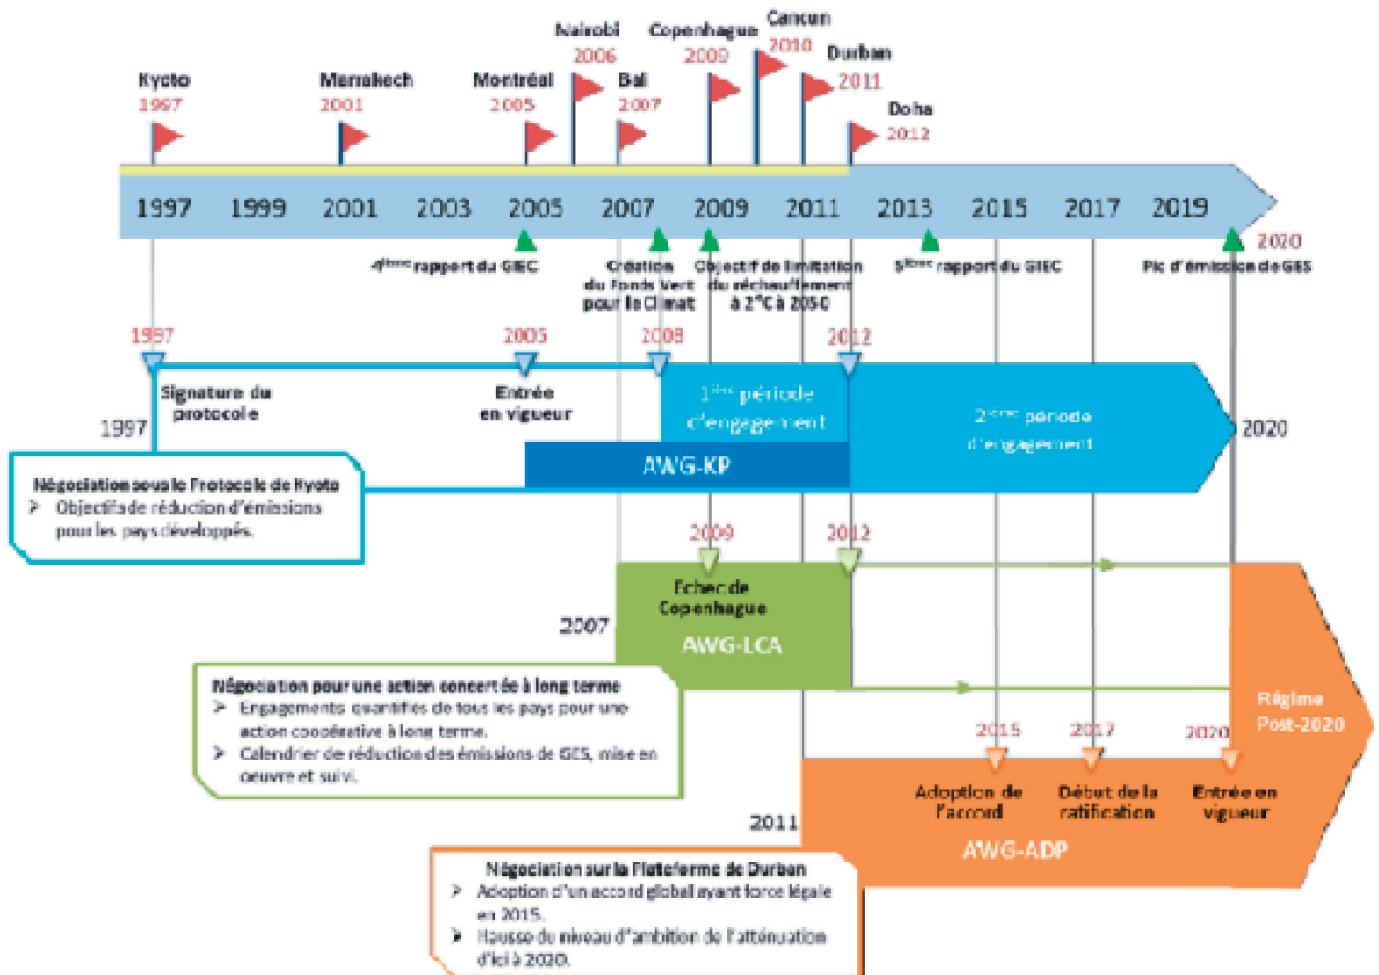 Kyoto
1997
Marrakech
2001
Montréal
2005
Nairobi
2006
Bali
2007
Copenhague
2009
Cancun
2010
Durban
2011
Doha
2012
1997 1999 2001 2003 2005 2007 2009 2011 2013 2015 2017 2019
4ième rapport du GIEC
Création
du Fonds Vert
pour le Climat
Objectif de limitation
du réchauffement
à 2°C à 2050
5ième rapport du GIEC
2020
Pic d'émission de GES
1997
2005
2008
2012
Signature du
protocole
Entrée
en vigueur
1ière période
d'engagement
2ième période
d'engagement
AWG-KP
1997
2020
Négociation sous le Protocole de Kyoto
➢ Objectifs de réduction d'émissions
pour les pays développés.
2009
2012
Echec de
Copenhague
AWG-LCA
2007
Négociation pour une action concertée à long terme
➢ Engagements quantifiés de tous les pays pour une
action coopérative à long terme.
➢ Calendrier de réduction des émissions de GES, mise en
oeuvre et suivi.
Régime
Post-2020
2015
2017
2020
Adoption de
l'accord
Début de la
ratification
Entrée en
vigueur
AWG-ADP
2011
Négociation sur la Plateforme de Durban
➢ Adoption d'un accord global ayant force légale
en 2015.
➢ Hausse du niveau d'ambition de l'atténuation
d'ici à 2020.